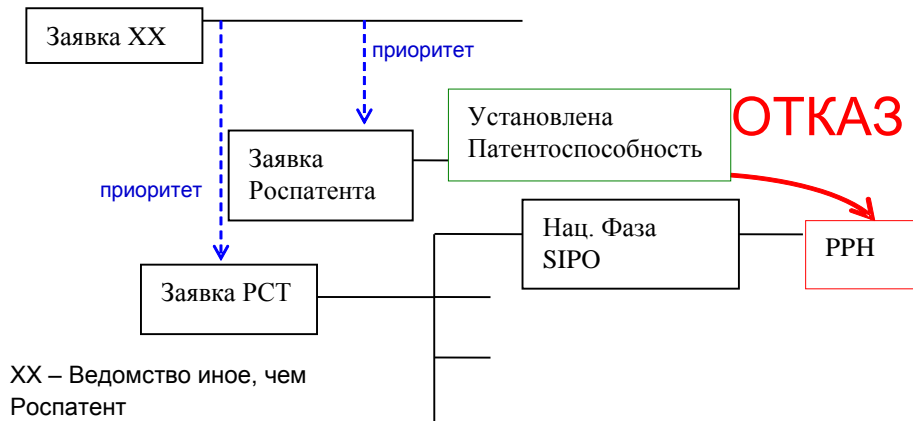 Заявка XX
приоритет
Установлена
Патентоспособность
ОТКАЗ
Заявка
Роспатента
приоритет
Нац. Фаза
SIPO
PPH
Заявка PCT
XX – Ведомство иное, чем
Роспатент